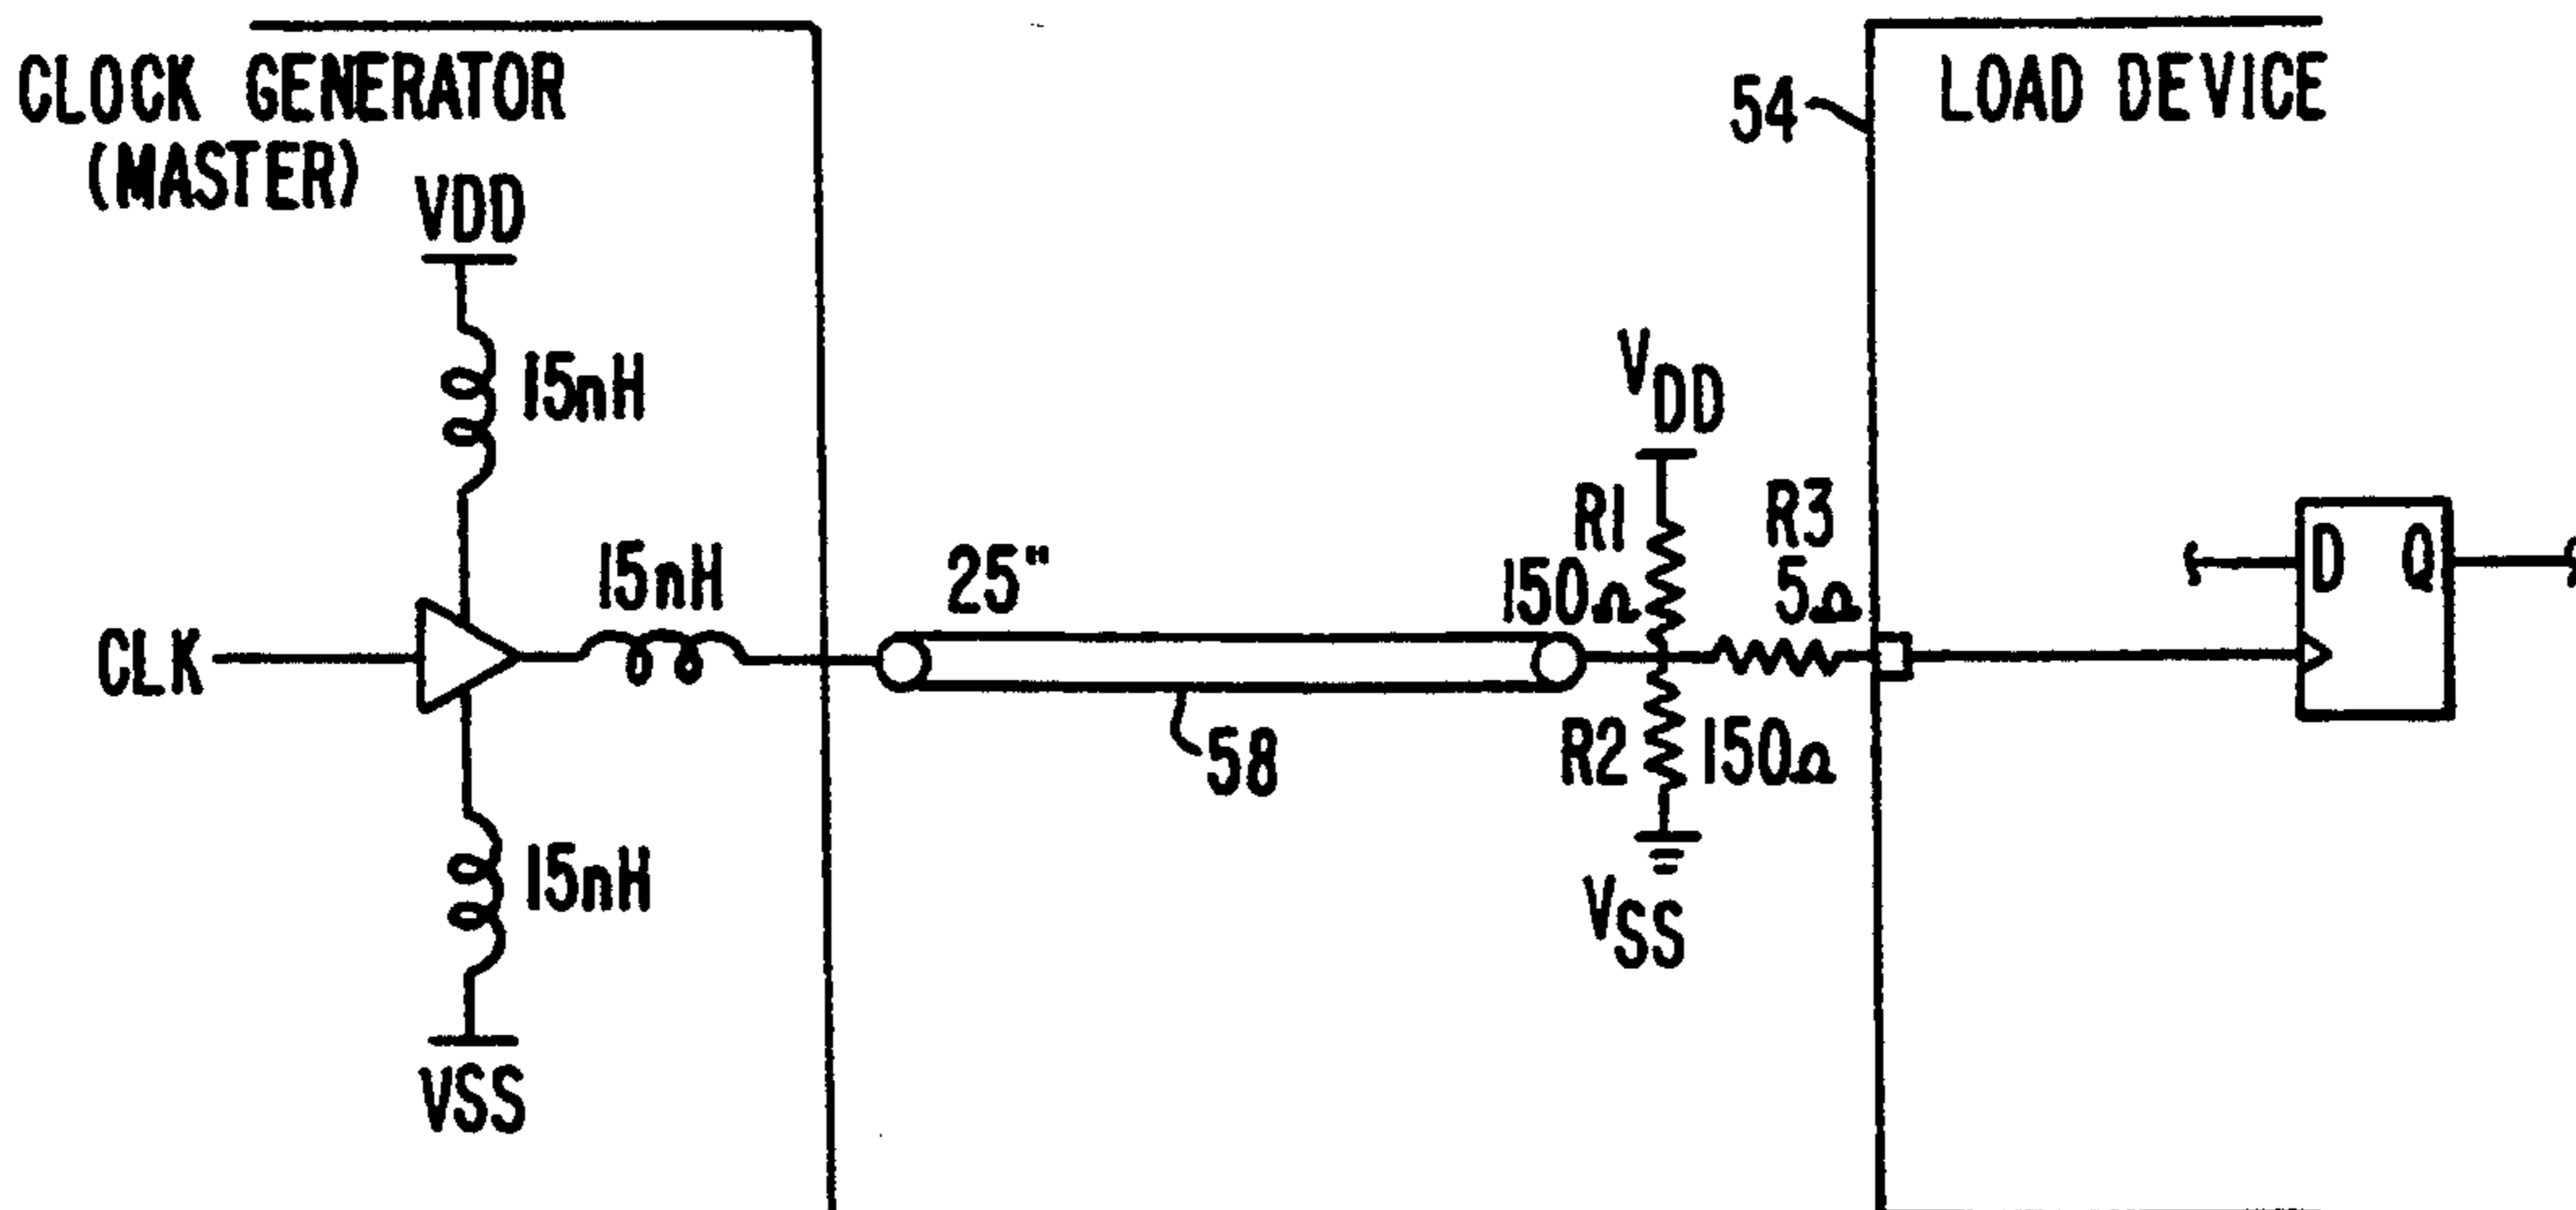 CLOCK GENERATOR
(MASTER)
VDD
15nH
15nH
CLK
15nH
VSS
25"
58
VDD
R1
150Ω
R3
5Ω
R2
150Ω
VSS
54
LOAD DEVICE
D Q